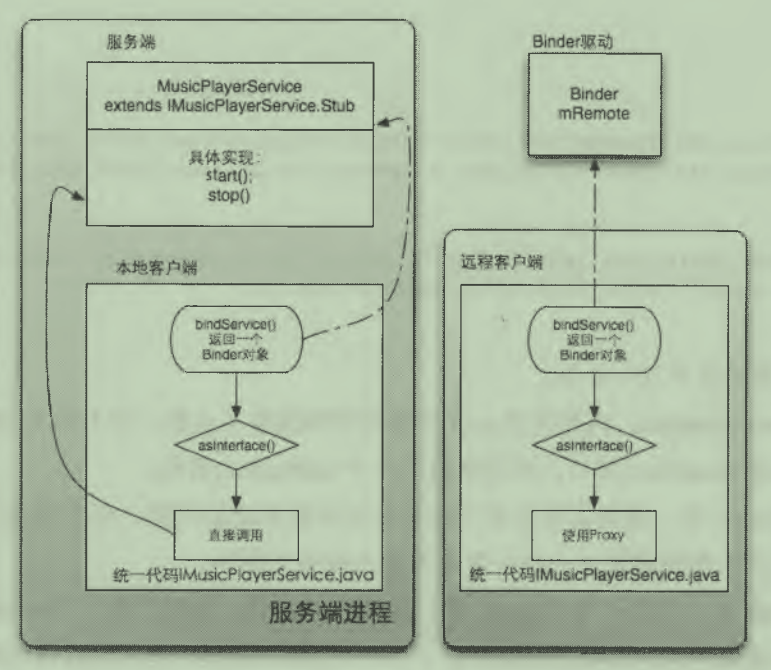 服务端
MusicPlayerService
extends IMusicPlayerService.Stub
具体实现:
start();
stop()
本地客户端
bindService()
返回一个
Binder对象
asInterface()
直接调用
统一代码IMusicPlayerService.java
服务端进程
Binder驱动
Binder
mRemote
远程客户端
bindService()
返回一个
Binder对象
asInterface()
使用Proxy
统一代码IMusicPlayerService.java